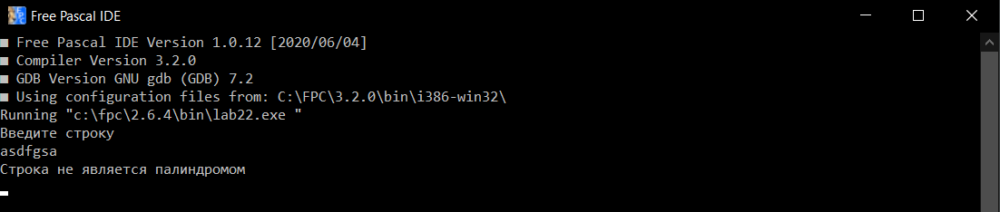 Free Pascal IDE
Free Pascal IDE Version 1.0.12 [2020/06/04]
Compiler Version 3.2.0
GDB Version GNU gdb (GDB) 7.2
Using configuration files from: C:\FPC\3.2.0\bin\i386-win32\
Running "c:\fpc\2.6.4\bin\lab22.exe "
Введите строку
asdfgsa
Строка не является палиндромом